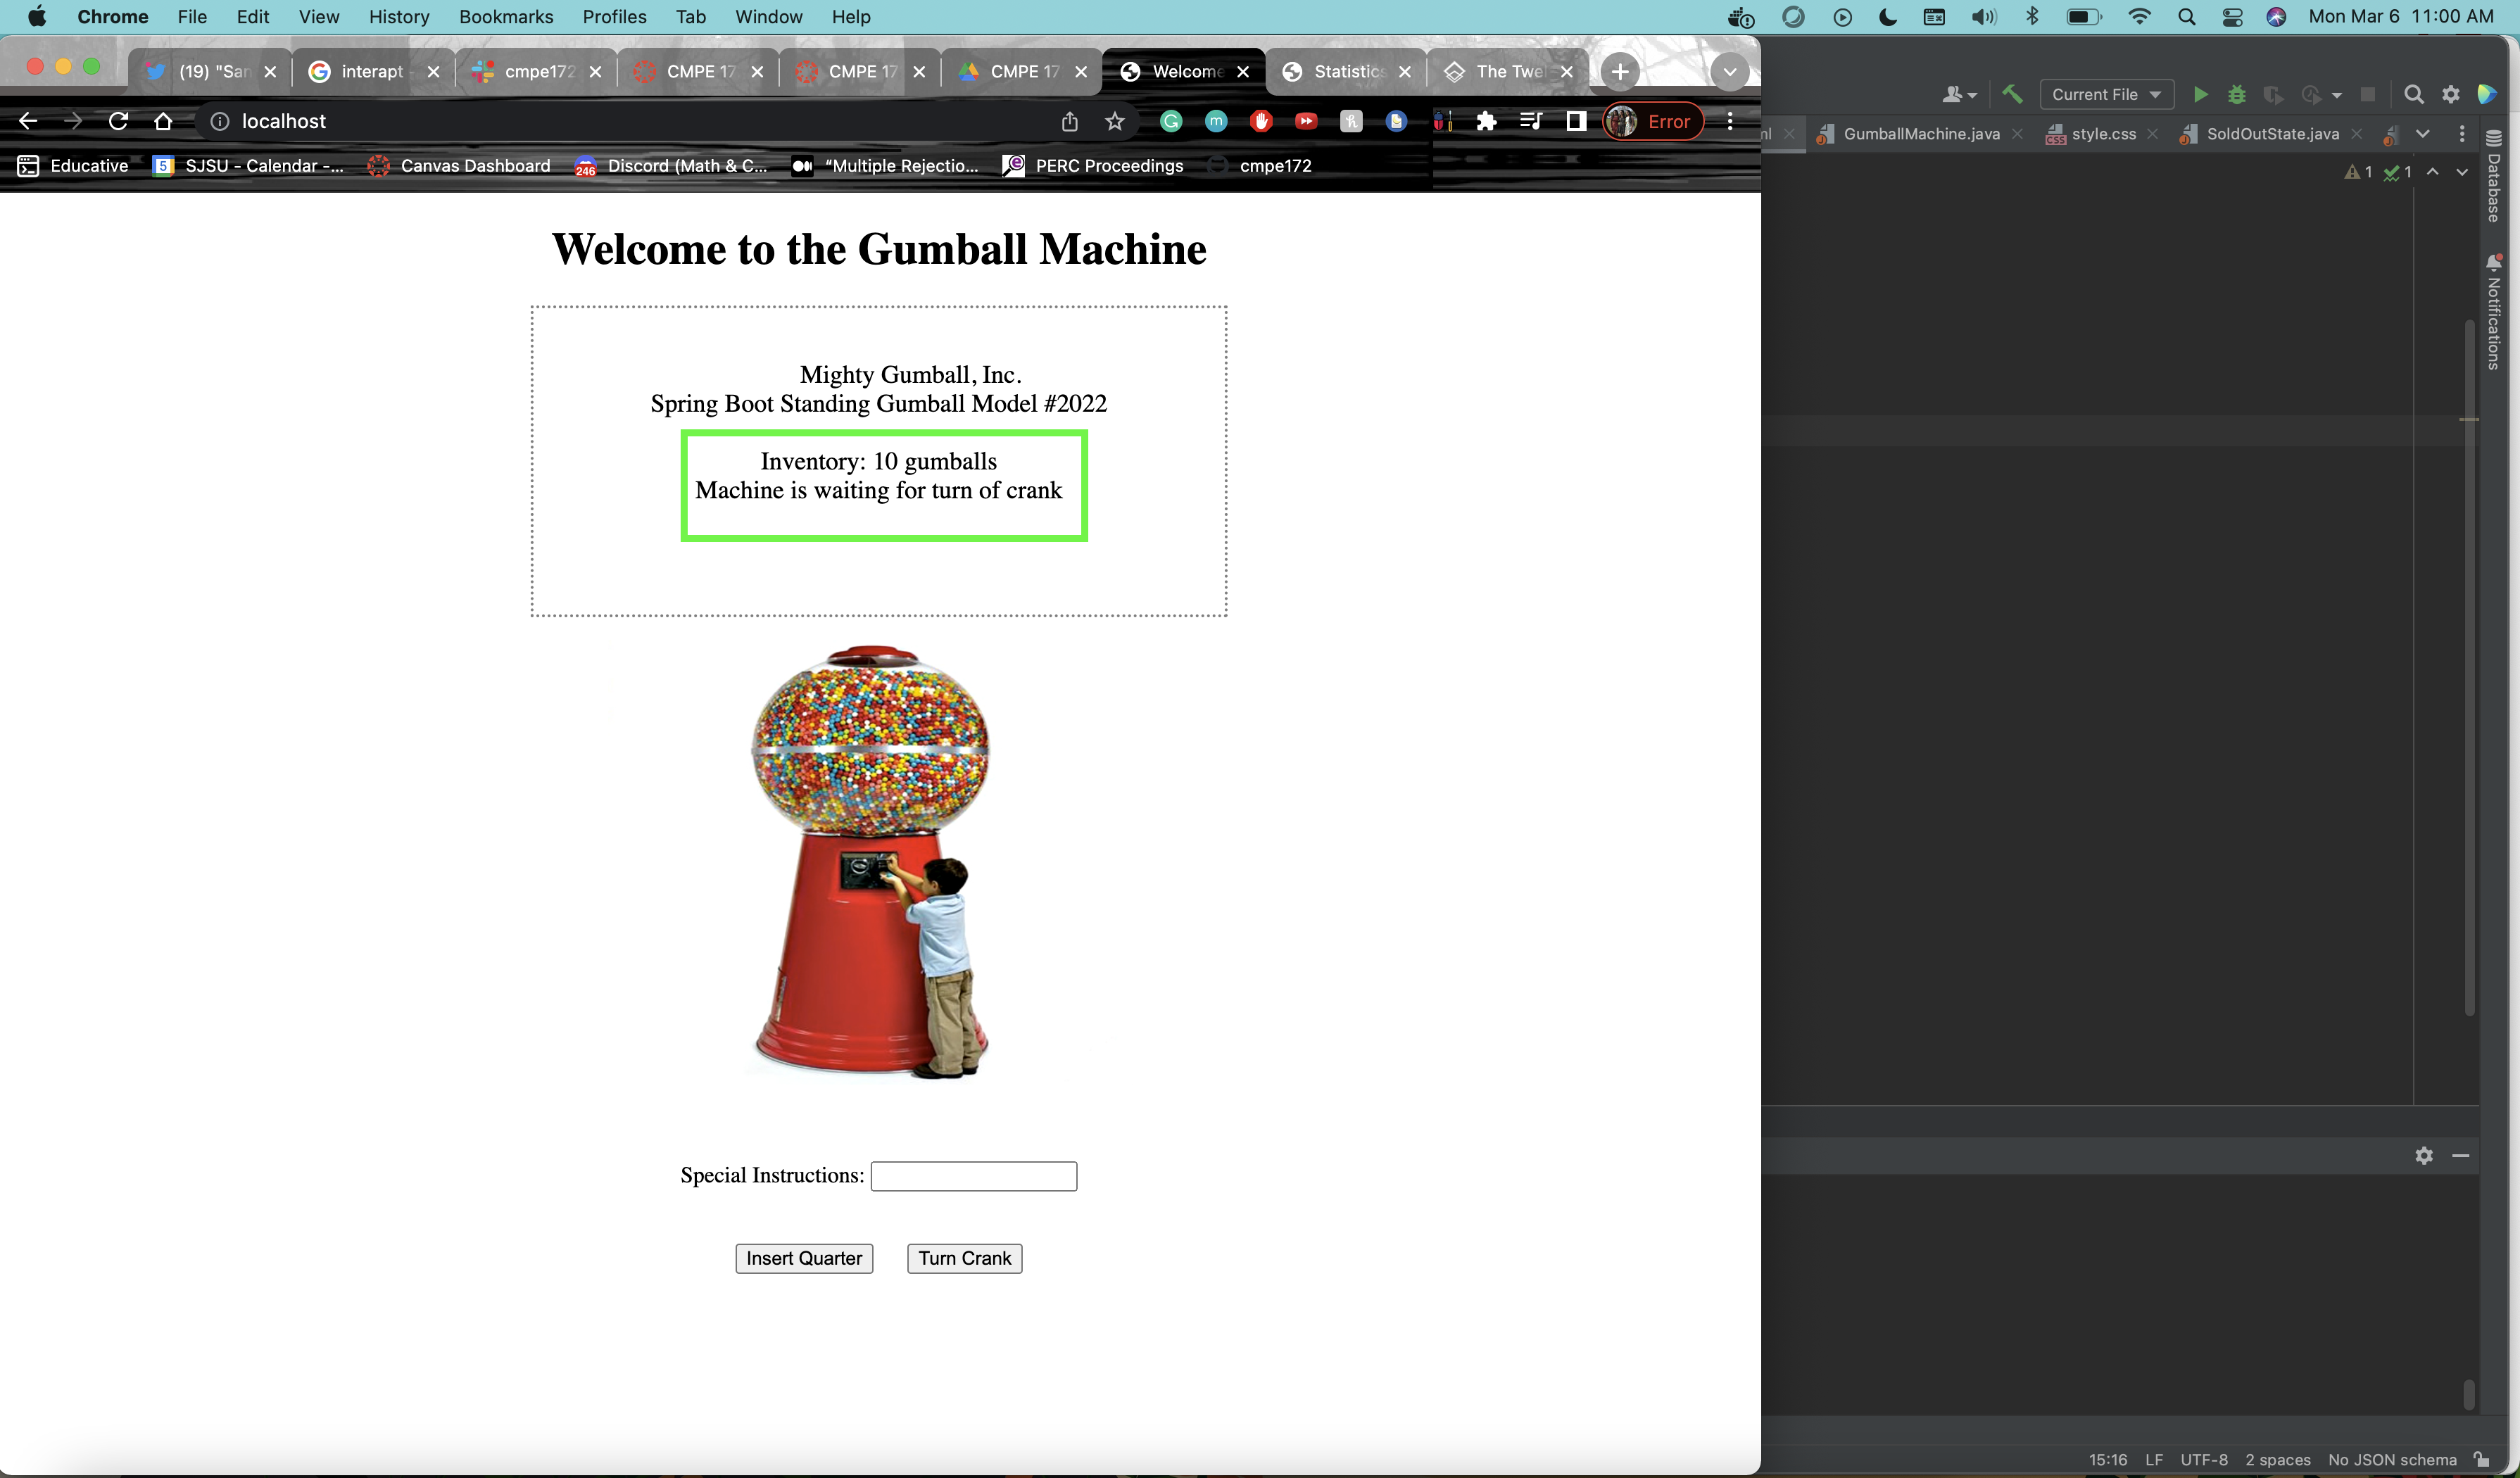 Chrome File Edit View History Bookmarks Profiles Tab Window Help
Mon Mar 6 11:00 AM
(19) "San
interapt -
cmpe172
CMPE 17
CMPE 17
CMPE 17
Welcome
Statistics
The Twel
localhost
Error
Educative
5 SJSU - Calendar -...
Canvas Dashboard
246 Discord (Math & C...
"Multiple Rejectio...
PERC Proceedings
cmpe172
Welcome to the Gumball Machine
Mighty Gumball, Inc.
Spring Boot Standing Gumball Model #2022
Inventory: 10 gumballs
Machine is waiting for turn of crank
Special Instructions:
Insert Quarter Turn Crank
Current File
GumballMachine.java
style.css
SoldOutState.java
1 1
Database
Notifications
15:16 LF UTF-8 2 spaces No JSON schema